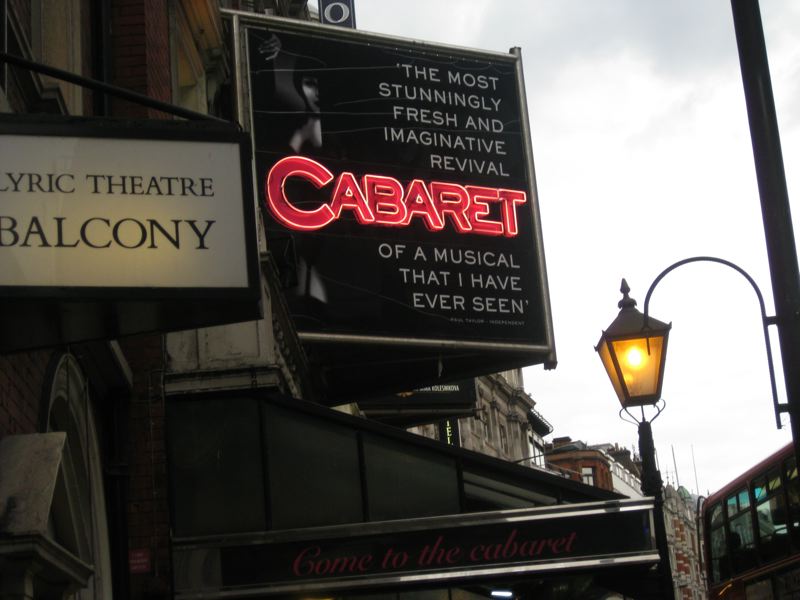 O
'THE MOST
STUNNINGLY
FRESH AND
IMAGINATIVE
REVIVAL
CABARET
OF A MUSICAL
THAT I HAVE
EVER SEEN'
PAUL TAYLOR - INDEPENDENT
LYRIC THEATRE
BALCONY
KOLESNIKOVA
Come to the cabaret